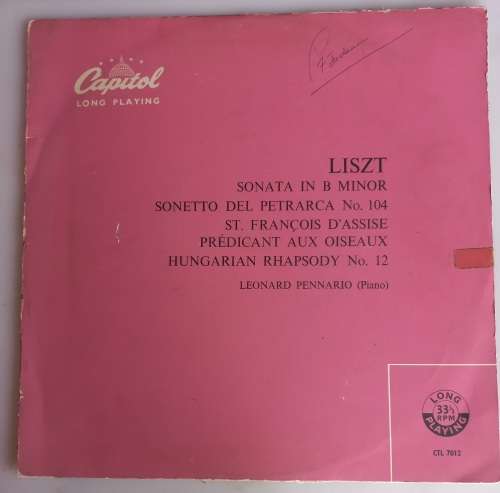 Capitol
LONG PLAYING
LISZT
SONATA IN B MINOR
SONETTO DEL PETRARCA No. 104
ST. FRANÇOIS D'ASSISE
PRÉDICANT AUX OISEAUX
HUNGARIAN RHAPSODY No. 12
LEONARD PENNARIO (Piano)
LONG
33⅓
RPM
PLAYING
CTL 7012